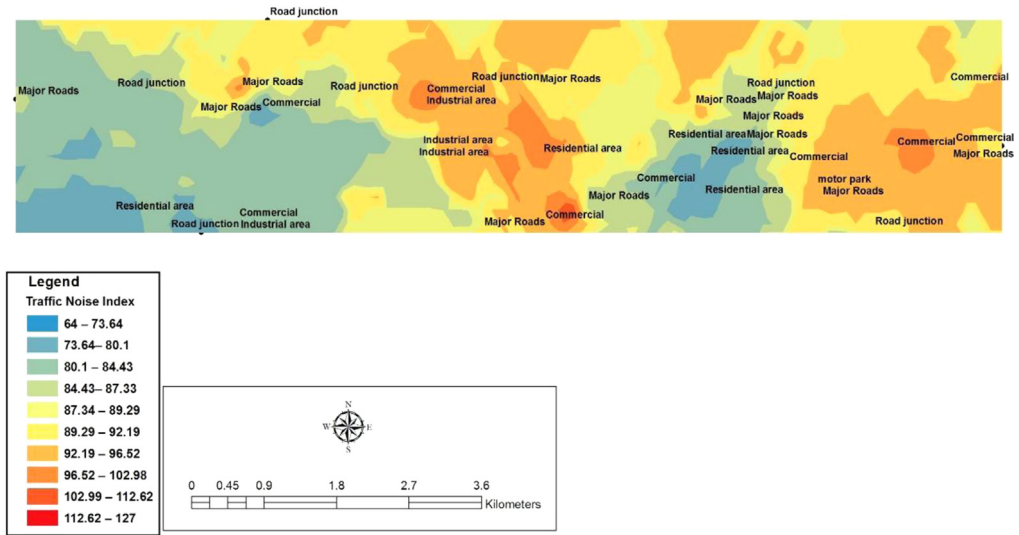 Road junction
Commercial
Road junction Major Roads
Major Roads Road junction Major Roads Road junction Commercial Road junction
Industrial area Major Roads Major Roads
Major Roads Commercial
Major Roads
Industrial area Residential area Major Roads Commercial
Industrial area Residential area Residential area Commercial Major Roads
Commercial motor park
Residential area Major Roads Residential area Major Roads
Commercial Major Roads Commercial
Road junction Industrial area Road junction
Legend
Traffic Noise Index
64 – 73.64
73.64– 80.1
80.1 – 84.43
84.43– 87.33
87.34 – 89.29
89.29 – 92.19
92.19 – 96.52
96.52 – 102.98
102.99 – 112.62
112.62 – 127
N
W E
S
0 0.45 0.9 1.8 2.7 3.6
Kilometers